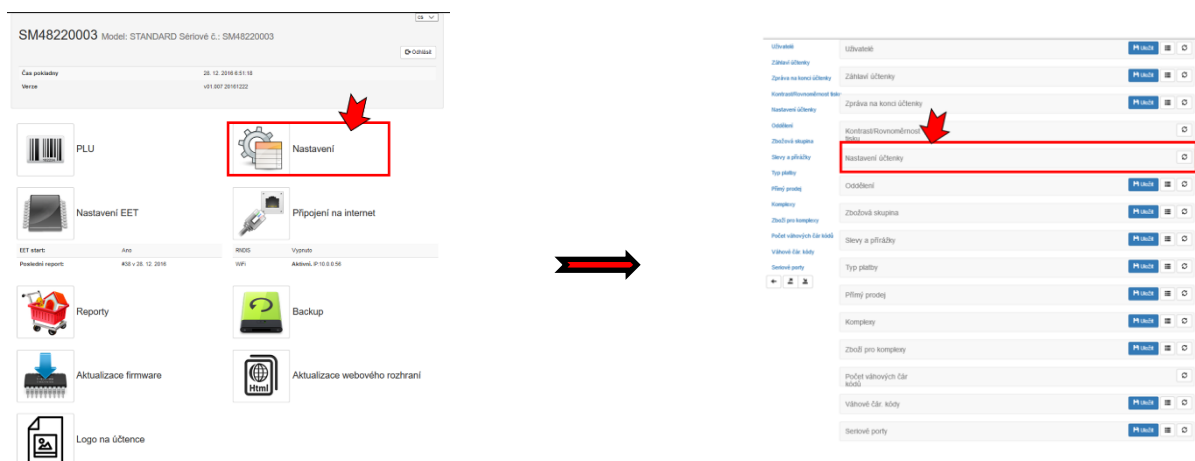 cs
SM48220003 Model: STANDARD Sériové č.: SM48220003
Odhlásit
Čas pokladny 28. 12. 2016 6:51:18
Verze v01.007 20161222
PLU
Nastavení
Nastavení EET
Připojení na internet
EET start: Ano
Poslední report: #58 v 28. 12. 2016
RNDIS Vypnuto
WiFi Aktivní, IP:10.0.0.56
Reporty
Backup
Aktualizace firmware
Html
Aktualizace webového rozhraní
Logo na účtence
Uživatelé
Záhlaví účtenky
Zpráva na konci účtenky
Kontrast/Rovnoměrnost tisku
Nastavení účtenky
Oddělení
Zbožová skupina
Slevy a přirážky
Typ platby
Přímý prodej
Komplexy
Zboží pro komplexy
Počet váhových čár kódů
Váhové čár. kódy
Seriové porty
Uživatelé Uložit
Záhlaví účtenky Uložit
Zpráva na konci účtenky Uložit
Kontrast/Rovnoměrnost
tisku
Nastavení účtenky
Oddělení Uložit
Zbožová skupina Uložit
Slevy a přirážky Uložit
Typ platby Uložit
Přímý prodej Uložit
Komplexy Uložit
Zboží pro komplexy Uložit
Počet váhových čár
kódů
Váhové čár. kódy Uložit
Seriové porty Uložit